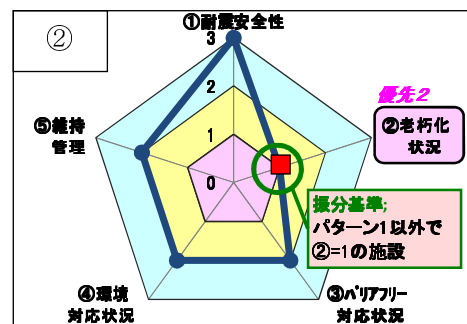 ②
①耐震安全性
3
2
1
0
優先2
②老朽化
状況
⑤維持
管理
振分基準;
パターン1以外で
②=1の施設
④環境
対応状況
③バリアフリー
対応状況